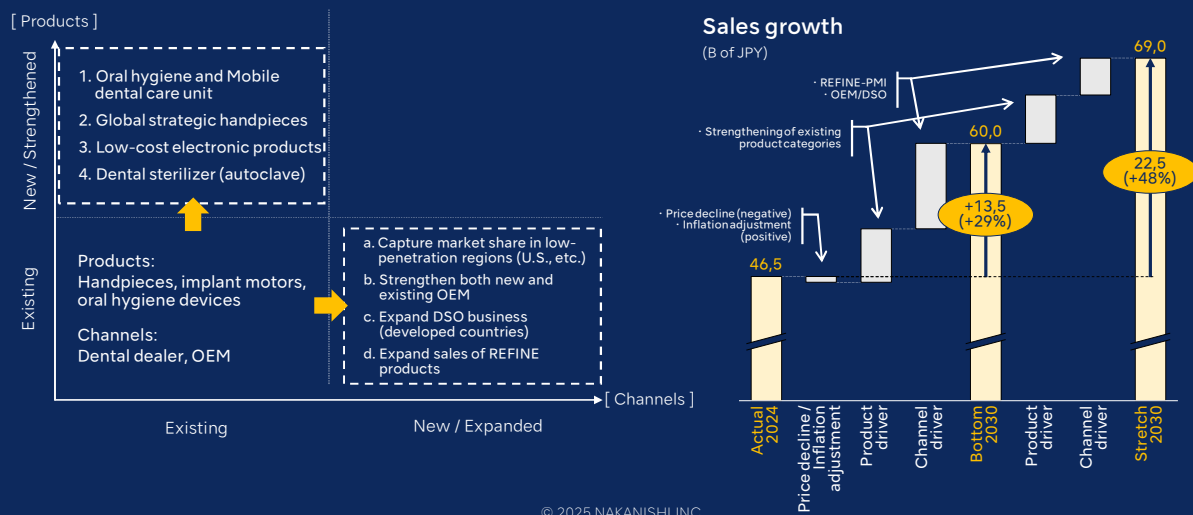 [ Products ]
New / Strengthened
1. Oral hygiene and Mobile
dental care unit
2. Global strategic handpieces
3. Low-cost electronic products
4. Dental sterilizer (autoclave)
Existing
Products:
Handpieces, implant motors,
oral hygiene devices
Channels:
Dental dealer, OEM
a. Capture market share in low-
penetration regions (U.S., etc.)
b. Strengthen both new and
existing OEM
c. Expand DSO business
(developed countries)
d. Expand sales of REFINE
products
[ Channels ]
Existing
New / Expanded
Sales growth
(B of JPY)
・REFINE-PMI
・OEM/DSO
・Strengthening of existing
product categories
・Price decline (negative)
・Inflation adjustment
(positive)
46,5
60,0
69,0
+13,5
(+29%)
22,5
(+48%)
Actual
2024
Price decline /
Inflation
adjustment
Product
driver
Channel
driver
Bottom
2030
Product
driver
Channel
driver
Stretch
2030
© 2025 NAKANISHI INC.